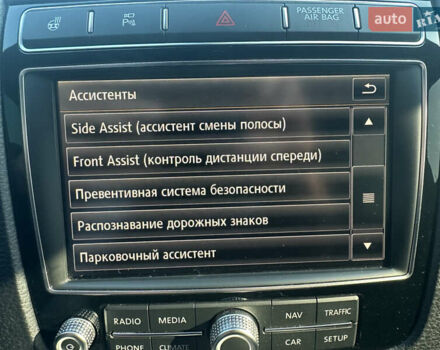 PASSENGER
AIR BAG
auto
RIA
Ассистенты
Side Assist (ассистент смены полосы)
Front Assist (контроль дистанции спереди)
Превентивная система безопасности
Распознавание дорожных знаков
Парковочный ассистент
RADIO
MEDIA
NAV
TRAFFIC
PHONE
CLIMATE
CAR
SETUP